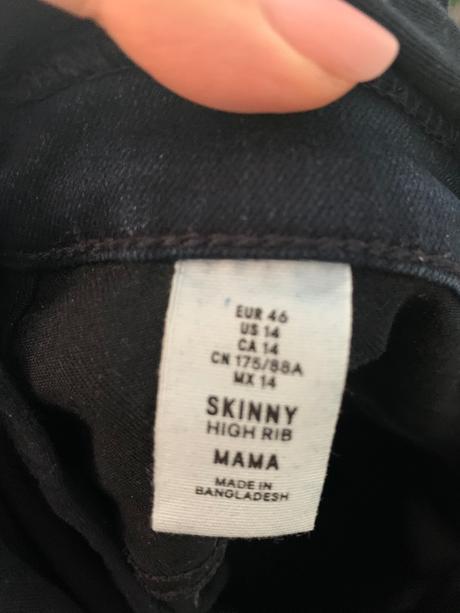 EUR 46
US 14
CA 14
CN 175/88A
MX 14
SKINNY
HIGH RIB
MAMA
MADE IN
BANGLADESH